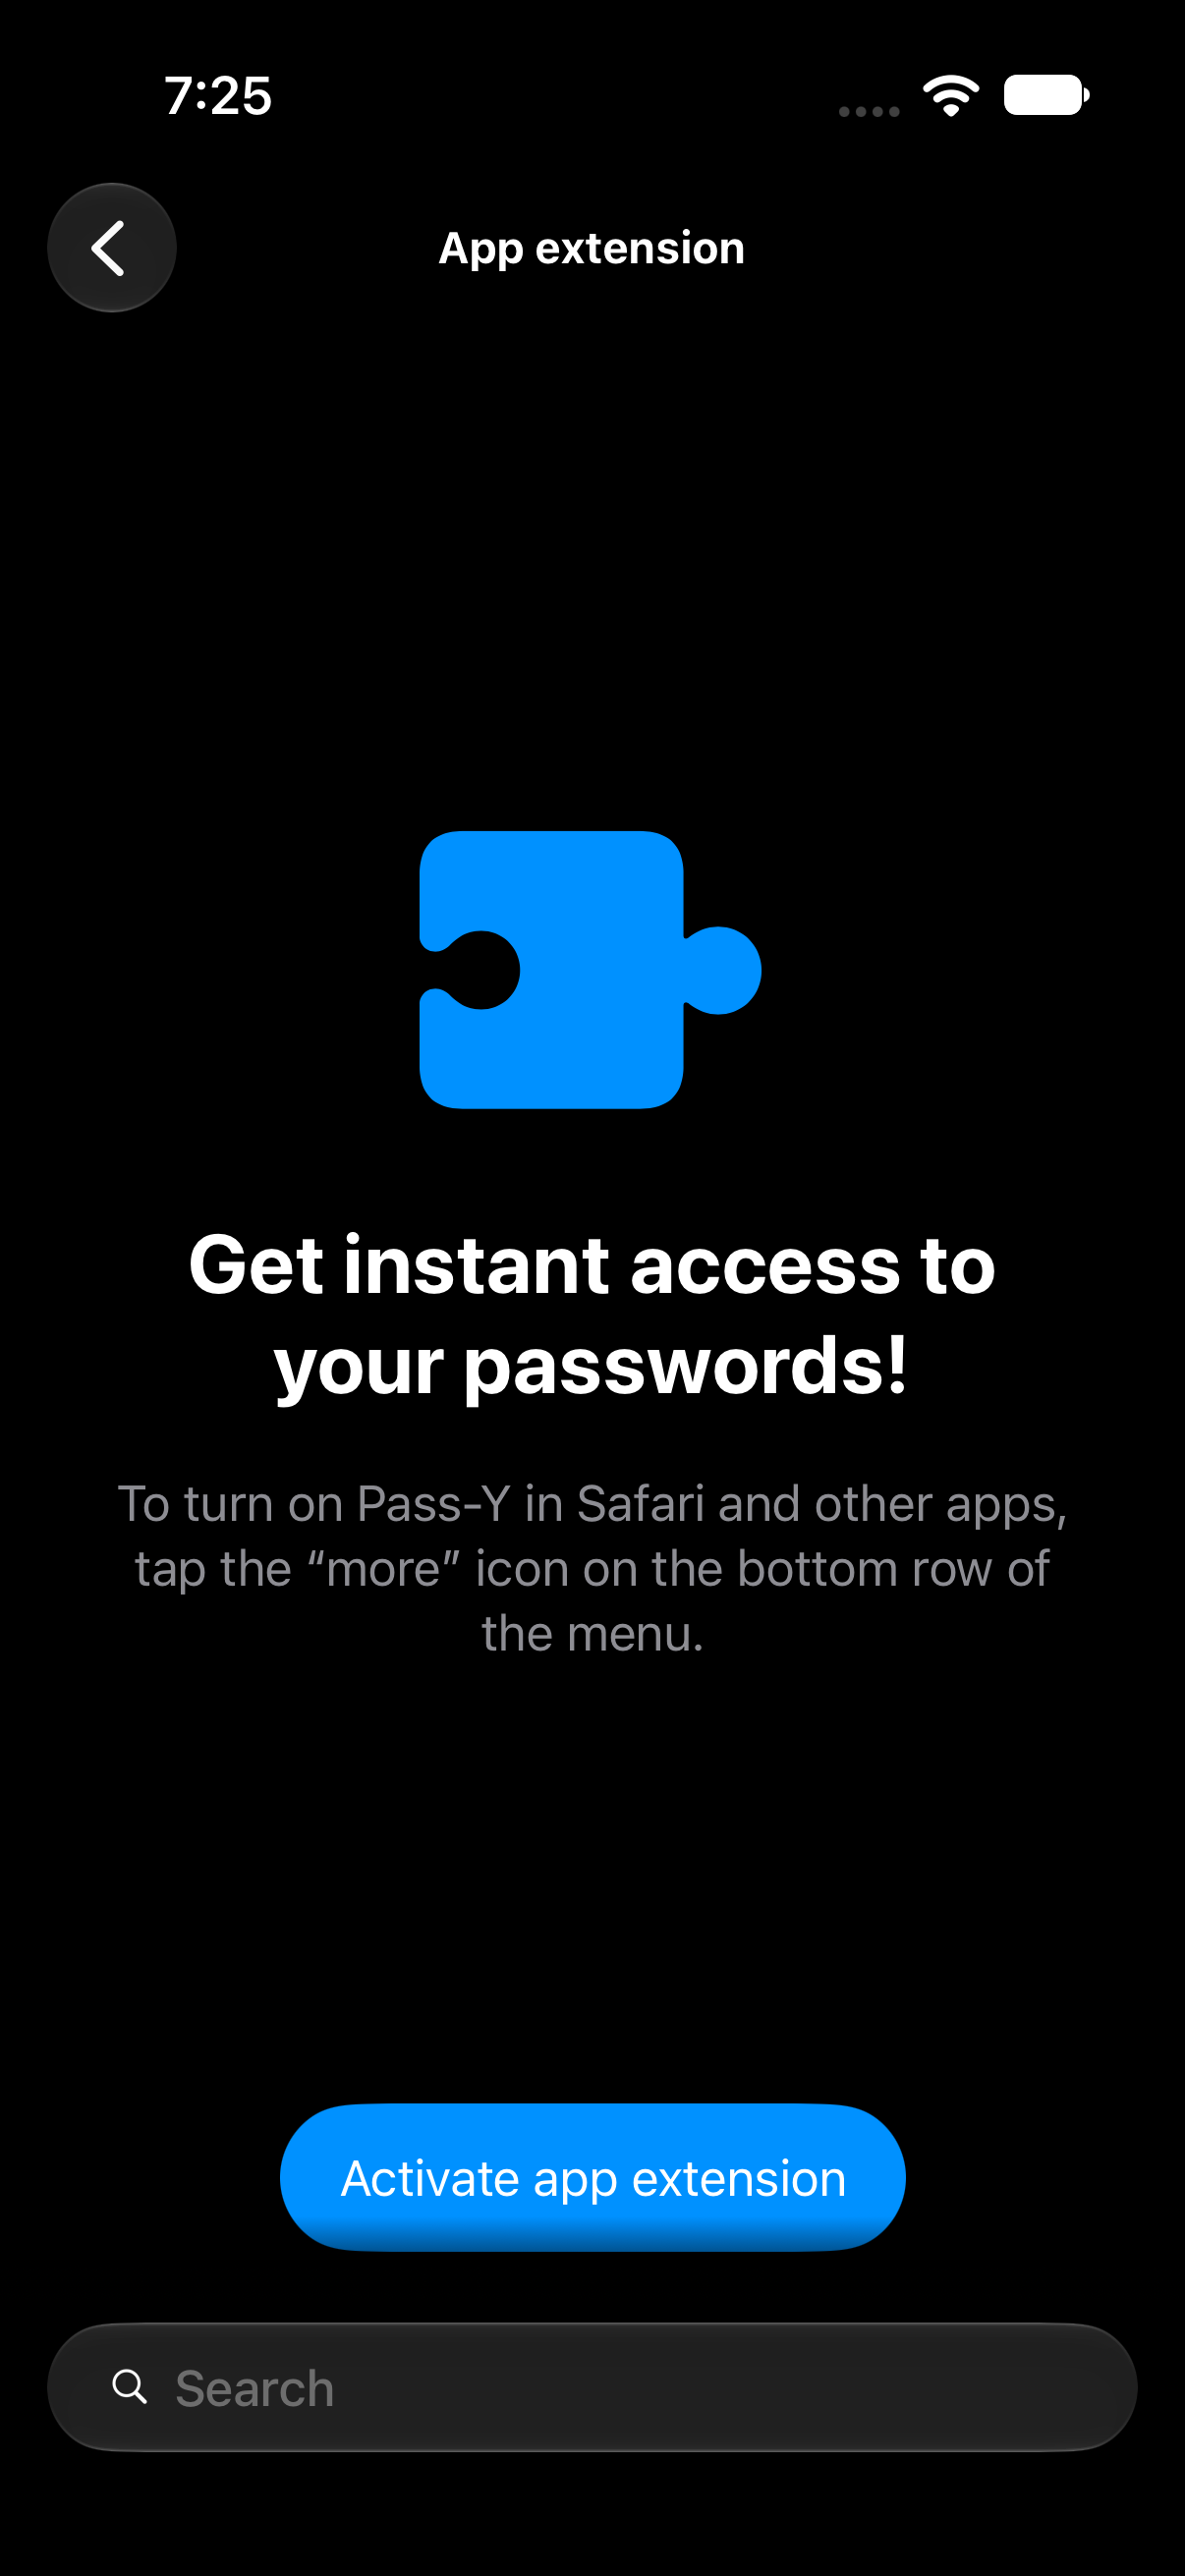 7:25
App extension
Get instant access to
your passwords!
To turn on Pass-Y in Safari and other apps,
tap the “more” icon on the bottom row of
the menu.
Activate app extension
Search